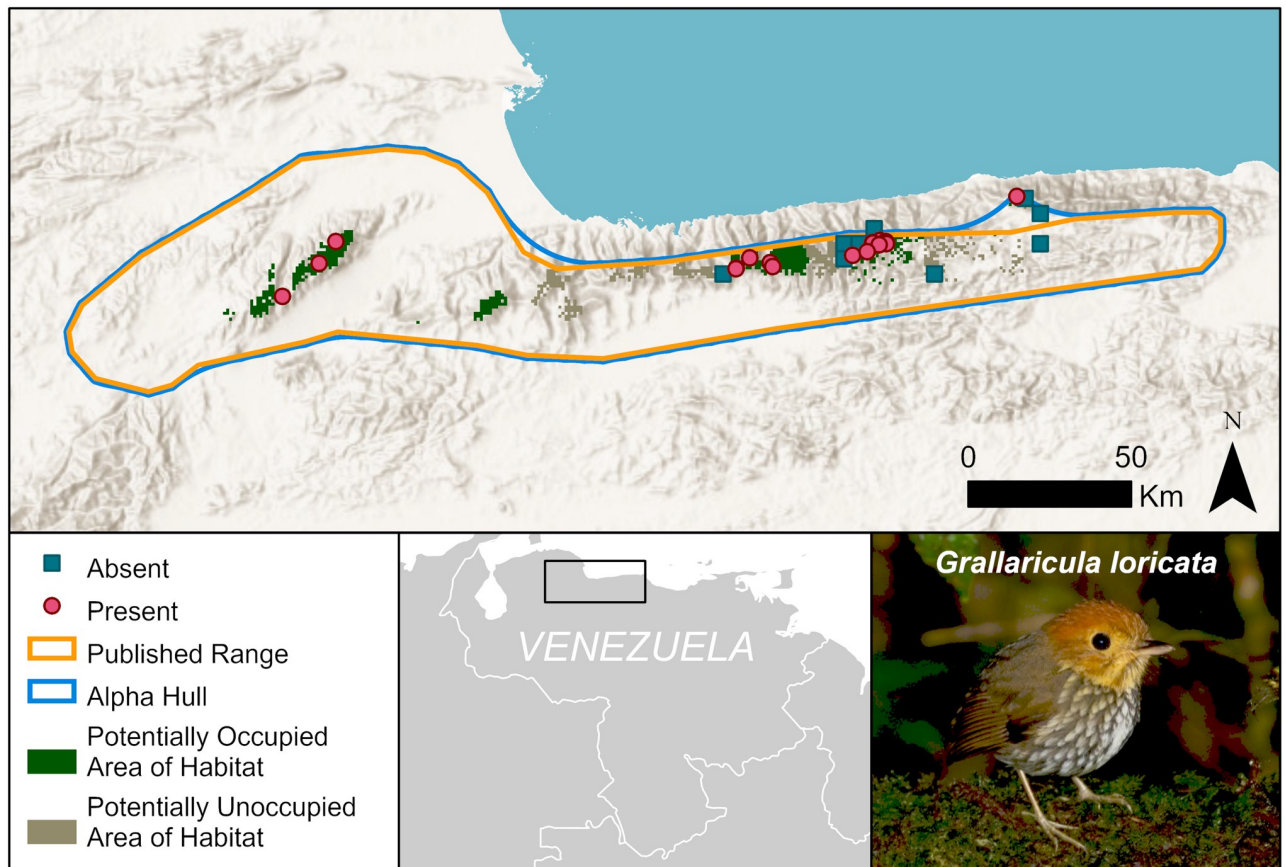 N
0 50
Km
Absent
Present
Published Range
Alpha Hull
Potentially Occupied
Area of Habitat
Potentially Unoccupied
Area of Habitat
VENEZUELA
Grallaricula loricata